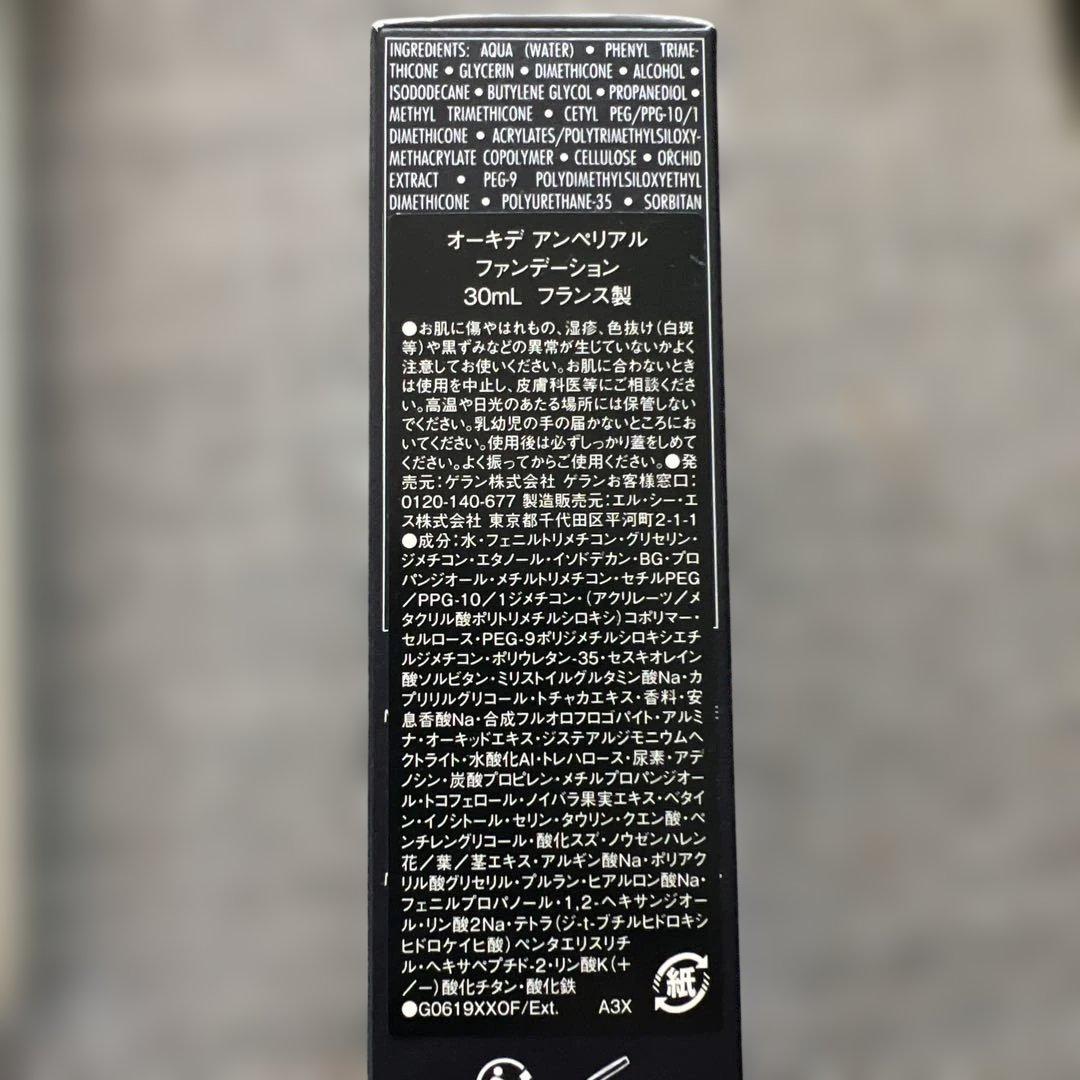 INGREDIENTS: AQUA (WATER) • PHENYL TRIME-
THICONE • GLYCERIN • DIMETHICONE • ALCOHOL •
ISODODECANE • BUTYLENE GLYCOL • PROPANEDIOL •
METHYL TRIMETHICONE • CETYL PEG/PPG-10/1
DIMETHICONE • ACRYLATES/POLYTRIMETHYLSILOXY-
METHACRYLATE COPOLYMER • CELLULOSE • ORCHID
EXTRACT • PEG-9 POLYDIMETHYLSILOXYETHYL
DIMETHICONE • POLYURETHANE-35 • SORBITAN
オーキデ アンペリアル
ファンデーション
30mL フランス製
●お肌に傷やはれもの、湿疹、色抜け(白斑
等)や黒ずみなどの異常が生じていないかよく
注意してお使いください。お肌に合わないとき
は使用を中止し、皮膚科医等にご相談くださ
い。高温や日光のあたる場所には保管しない
でください。乳幼児の手の届かないところにお
いてください。使用後は必ずしっかり蓋をしめて
ください。よく振ってからご使用ください。●発
売元:ゲラン株式会社 ゲランお客様窓口:
0120-140-677 製造販売元:エル・シー・エ
ス株式会社 東京都千代田区平河町2-1-1
●成分:水・フェニルトリメチコン・グリセリン・
ジメチコン・エタノール・イソドデカン・BG・プロ
パンジオール・メチルトリメチコン・セチルPEG
/PPG-10/1ジメチコン・(アクリレーツ/メ
タクリル酸ポリトリメチルシロキシ)コポリマー・
セルロース・PEG-9ポリジメチルシロキシエチ
ルジメチコン・ポリウレタン-35・セスキオレイン
酸ソルビタン・ミリストイルグルタミン酸Na・カ
プリリルグリコール・トチャカエキス・香料・安
息香酸Na・合成フルオロフロゴパイト・アルミ
ナ・オーキッドエキス・ジステアルジモニウムヘ
クトライト・水酸化Al・トレハロース・尿素・アデ
ノシン・炭酸プロピレン・メチルプロパンジオー
ル・トコフェロール・ノイバラ果実エキス・ベタイ
ン・イノシトール・セリン・タウリン・クエン酸・ペ
ンチレングリコール・酸化スズ・ノウゼンハレン
花/葉/茎エキス・アルギン酸Na・ポリアク
リル酸グリセリル・プルラン・ヒアルロン酸Na・
フェニルプロパノール・1,2-ヘキサンジオー
ル・リン酸2Na・テトラ(ジ-t-ブチルヒドロキシ
ヒドロケイヒ酸)ペンタエリスリチ
ル・ヘキサペプチド-2・リン酸K(+
/−)酸化チタン・酸化鉄
●G0619XXOF/Ext. A3X
紙